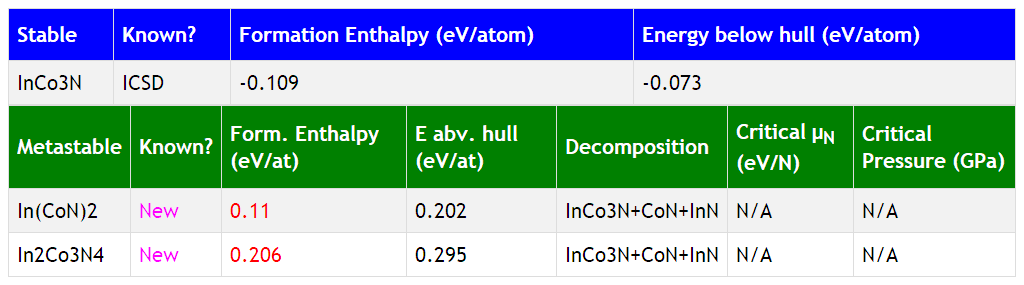 Stable Known? Formation Enthalpy (eV/atom) Energy below hull (eV/atom)
InCo3N ICSD -0.109 -0.073
Metastable Known? Form. Enthalpy (eV/at) E abv. hull (eV/at) Decomposition Critical μN (eV/N) Critical Pressure (GPa)
In(CoN)2 New 0.11 0.202 InCo3N+CoN+InN N/A N/A
In2Co3N4 New 0.206 0.295 InCo3N+CoN+InN N/A N/A